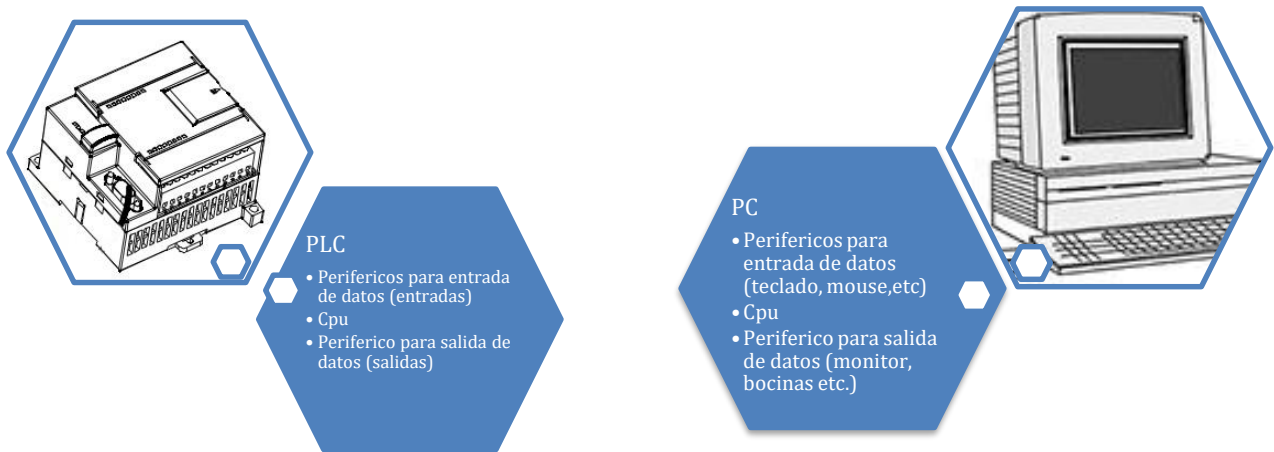 PLC
• Perifericos para entrada
de datos (entradas)
• Cpu
• Periferico para salida de
datos (salidas)
PC
• Perifericos para
entrada de datos
(teclado, mouse,etc)
• Cpu
• Periferico para salida
de datos (monitor,
bocinas etc.)